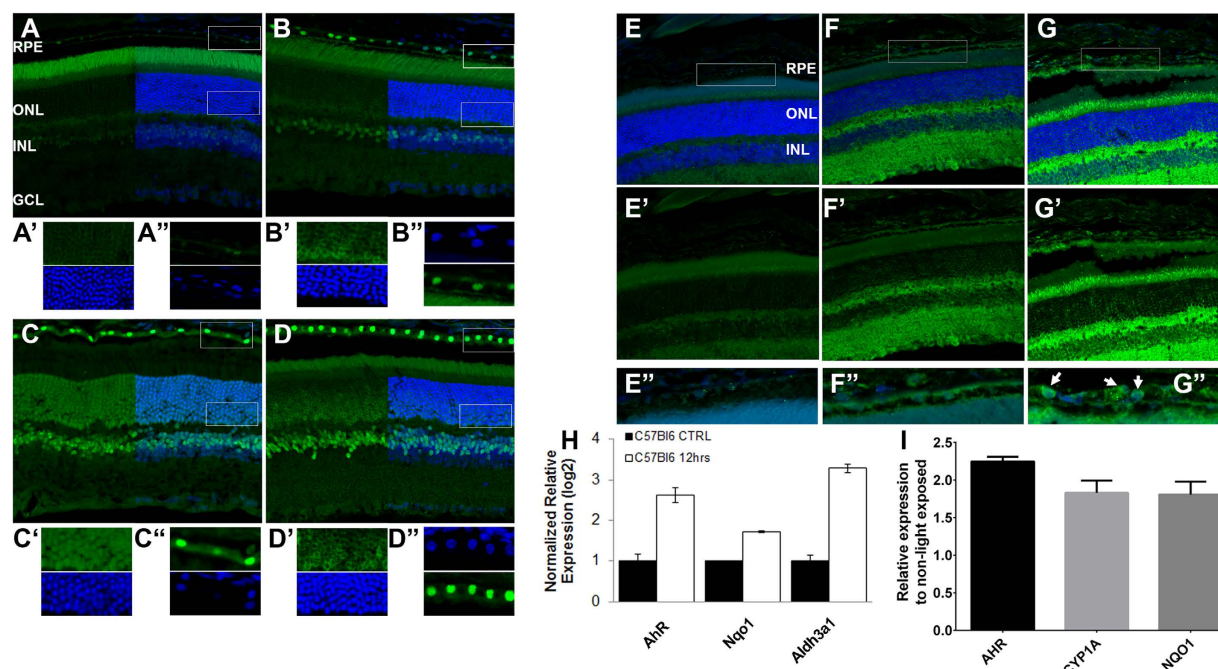 A
RPE
ONL
INL
GCL
B
A’
A”
B’
B”
C
D
C‘
C“
D’
D”
E
RPE
ONL
INL
F
G
E’
F’
G’
E”
F”
G”
H
C57Bl6 CTRL
C57Bl6 12hrs
Normalized Relative
Expression (log2)
4
3
2
1
0
AhR
Nqo1
Aldh3a1
I
Relative expression
to non-light exposed
2.5
2.0
1.5
1.0
0.5
0.0
AHR
CYP1A
NQO1